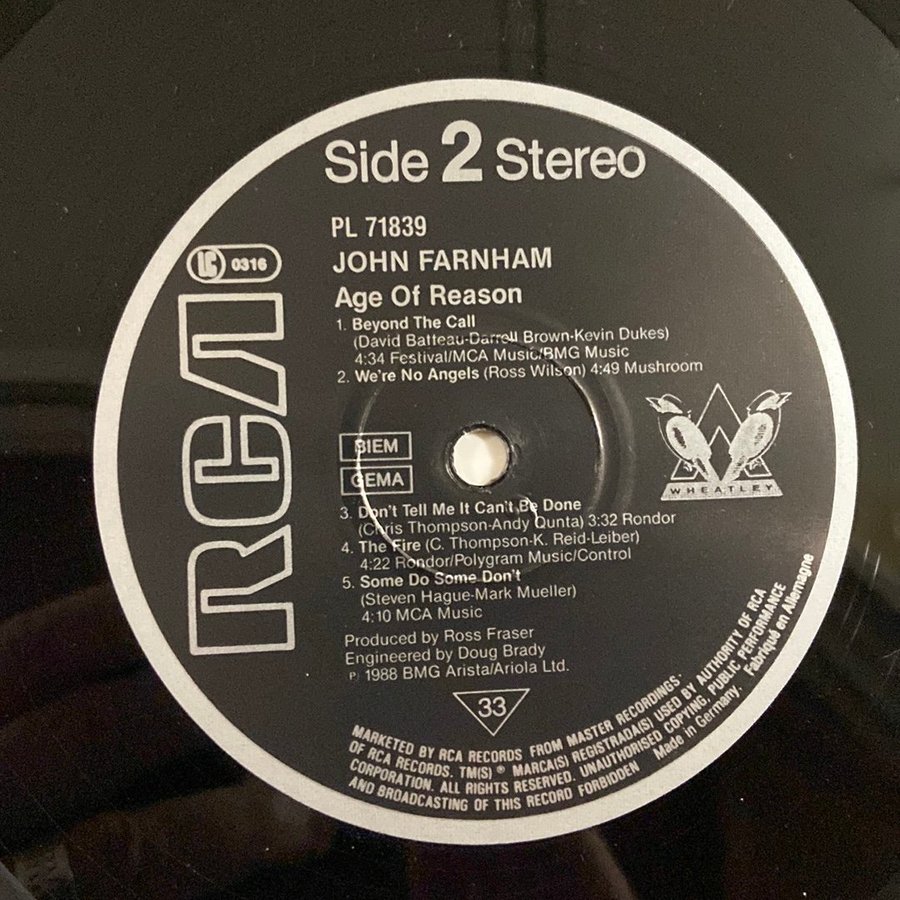 Side 2 Stereo
PL 71839
JOHN FARNHAM
Age Of Reason
1. Beyond The Call
(David Batteau-Darrell Brown-Kevin Dukes)
4:34 Festival/MCA Music/BMG Music
2. We're No Angels (Ross Wilson) 4:49 Mushroom
LC 0316
RCA
BIEM
GEMA
WHEATLEY
3. Don't Tell Me It Can't Be Done
(Chris Thompson-Andy Qunta) 3:32 Rondor
4. The Fire (C. Thompson-K. Reid-Leiber)
4:22 Rondor/Polygram Music/Control
5. Some Do Some Don't
(Steven Hague-Mark Mueller)
4:10 MCA Music
Produced by Ross Fraser
Engineered by Doug Brady
℗ 1988 BMG Arista/Ariola Ltd.
33
MARKETED BY RCA RECORDS FROM MASTER RECORDINGS
OF RCA RECORDS. TM(S) ® MARCA(S) REGISTRADA(S) USED BY AUTHORITY OF RCA
CORPORATION. ALL RIGHTS RESERVED. UNAUTHORISED COPYING, PUBLIC PERFORMANCE
AND BROADCASTING OF THIS RECORD FORBIDDEN Made in Germany. Fabriqué en Allemagne